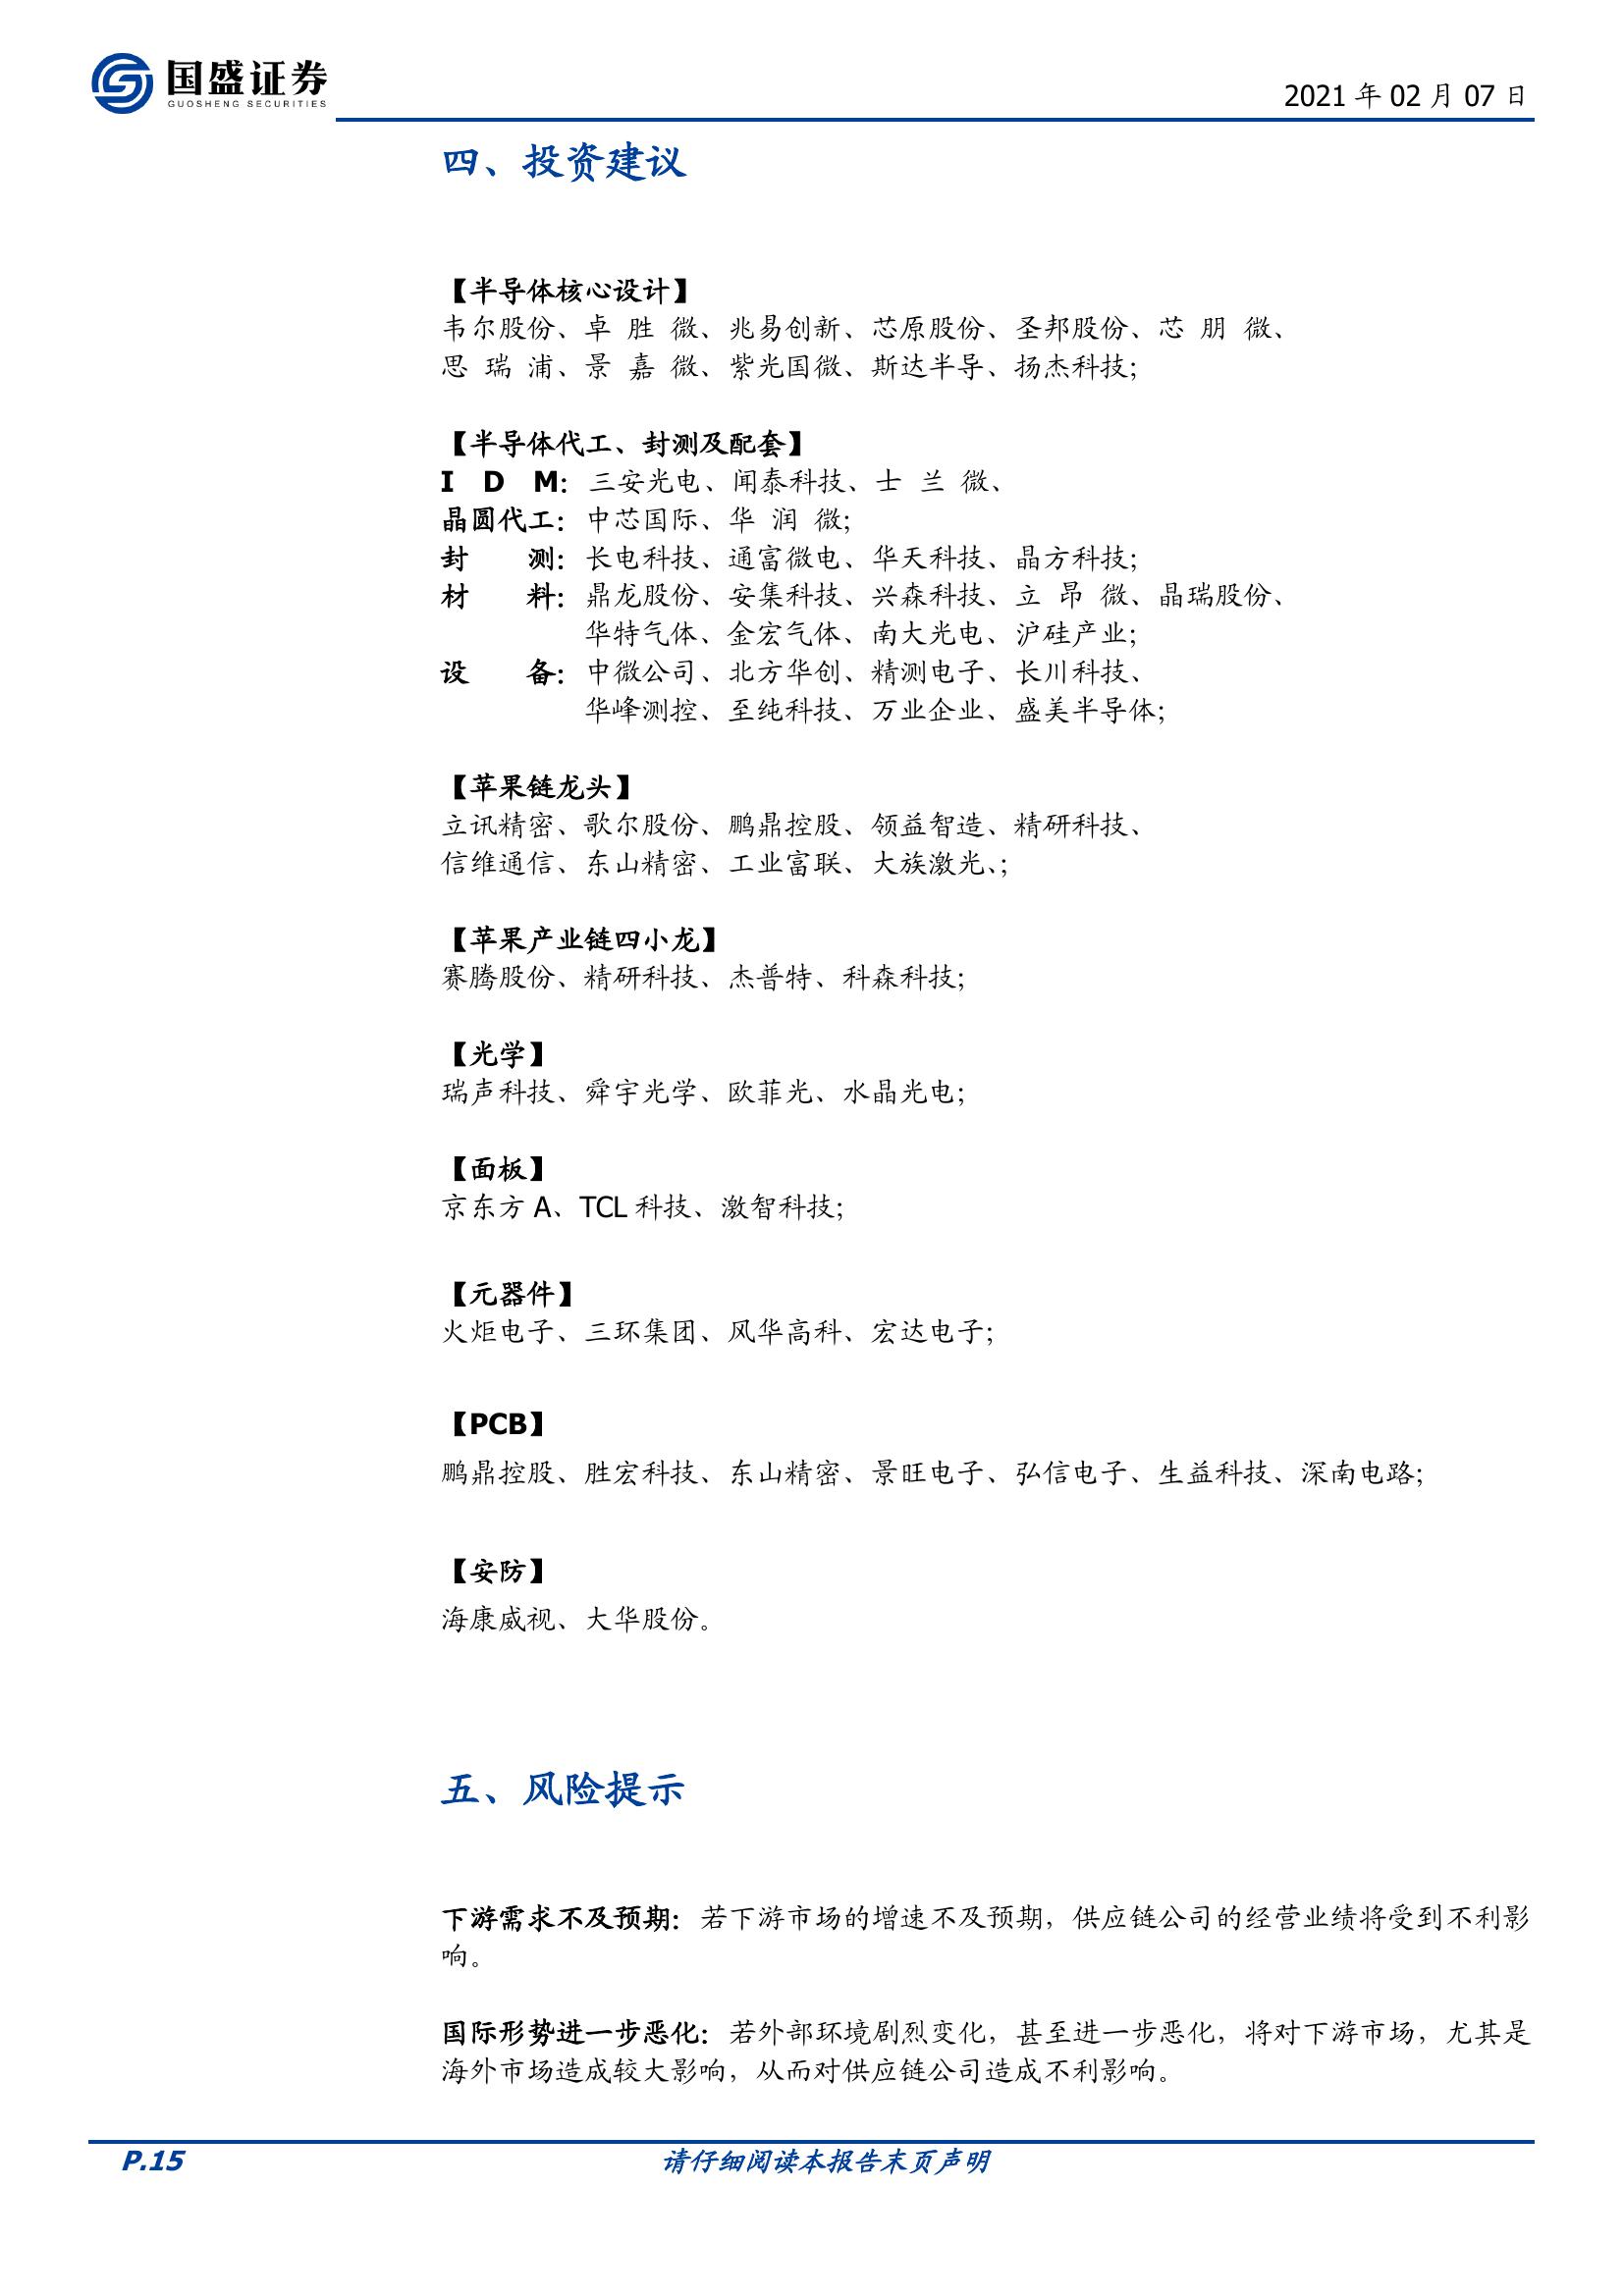 国盛证券
GUOSHENG SECURITIES
2021 年 02 月 07 日
四、投资建议
【半导体核心设计】
韦尔股份、卓 胜 微、兆易创新、芯原股份、圣邦股份、芯 朋 微、
思 瑞 浦、景 嘉 微、紫光国微、斯达半导、扬杰科技;
【半导体代工、封测及配套】
I D M：三安光电、闻泰科技、士 兰 微、
晶圆代工：中芯国际、华 润 微;
封 测：长电科技、通富微电、华天科技、晶方科技;
材 料：鼎龙股份、安集科技、兴森科技、立 昂 微、晶瑞股份、
华特气体、金宏气体、南大光电、沪硅产业;
设 备：中微公司、北方华创、精测电子、长川科技、
华峰测控、至纯科技、万业企业、盛美半导体;
【苹果链龙头】
立讯精密、歌尔股份、鹏鼎控股、领益智造、精研科技、
信维通信、东山精密、工业富联、大族激光、;
【苹果产业链四小龙】
赛腾股份、精研科技、杰普特、科森科技;
【光学】
瑞声科技、舜宇光学、欧菲光、水晶光电;
【面板】
京东方 A、TCL 科技、激智科技;
【元器件】
火炬电子、三环集团、风华高科、宏达电子;
【PCB】
鹏鼎控股、胜宏科技、东山精密、景旺电子、弘信电子、生益科技、深南电路;
【安防】
海康威视、大华股份。
五、风险提示
下游需求不及预期：若下游市场的增速不及预期，供应链公司的经营业绩将受到不利影
响。
国际形势进一步恶化：若外部环境剧烈变化，甚至进一步恶化，将对下游市场，尤其是
海外市场造成较大影响，从而对供应链公司造成不利影响。
P.15
请仔细阅读本报告末页声明